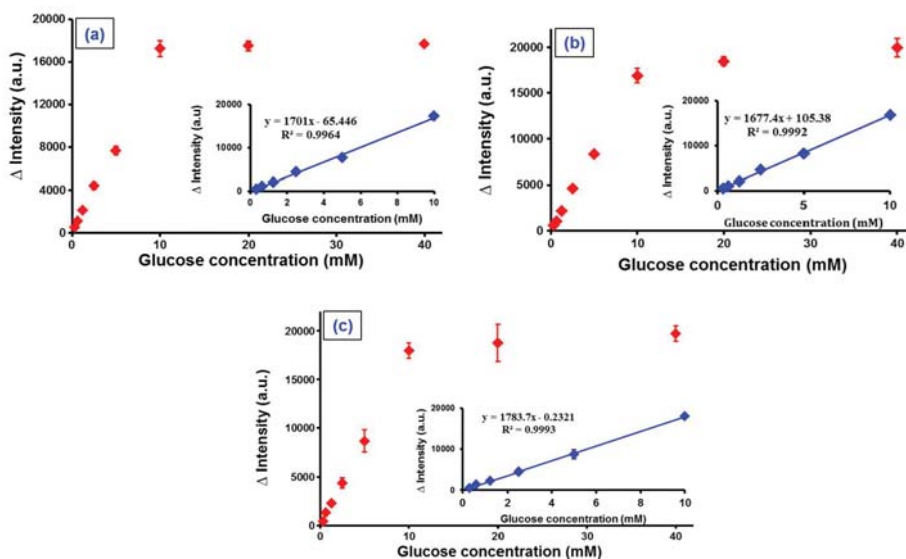 (a)
Δ Intensity (a.u.)
20000
16000
12000
8000
4000
0
0 10 20 30 40
Glucose concentration (mM)
y = 1701x - 65.446
R² = 0.9964
Δ Intensity (a.u)
20000
10000
0
0 2 4 6 8 10
Glucose concentration (mM)
(b)
Δ Intensity (a.u.)
20000
15000
10000
5000
0
0 10 20 30 40
Glucose concentration (mM)
y = 1677.4x + 105.38
R² = 0.9992
Δ Intensity (a.u.)
20000
10000
0
0 5 10
Glucose concentration (mM)
(c)
Δ Intensity (a.u.)
20000
15000
10000
5000
0
0 10 20 30 40
Glucose concentration (mM)
y = 1783.7x - 0.2321
R² = 0.9993
Δ Intensity (a.u.)
20000
10000
0
0 2 4 6 8 10
Glucose concentration (mM)